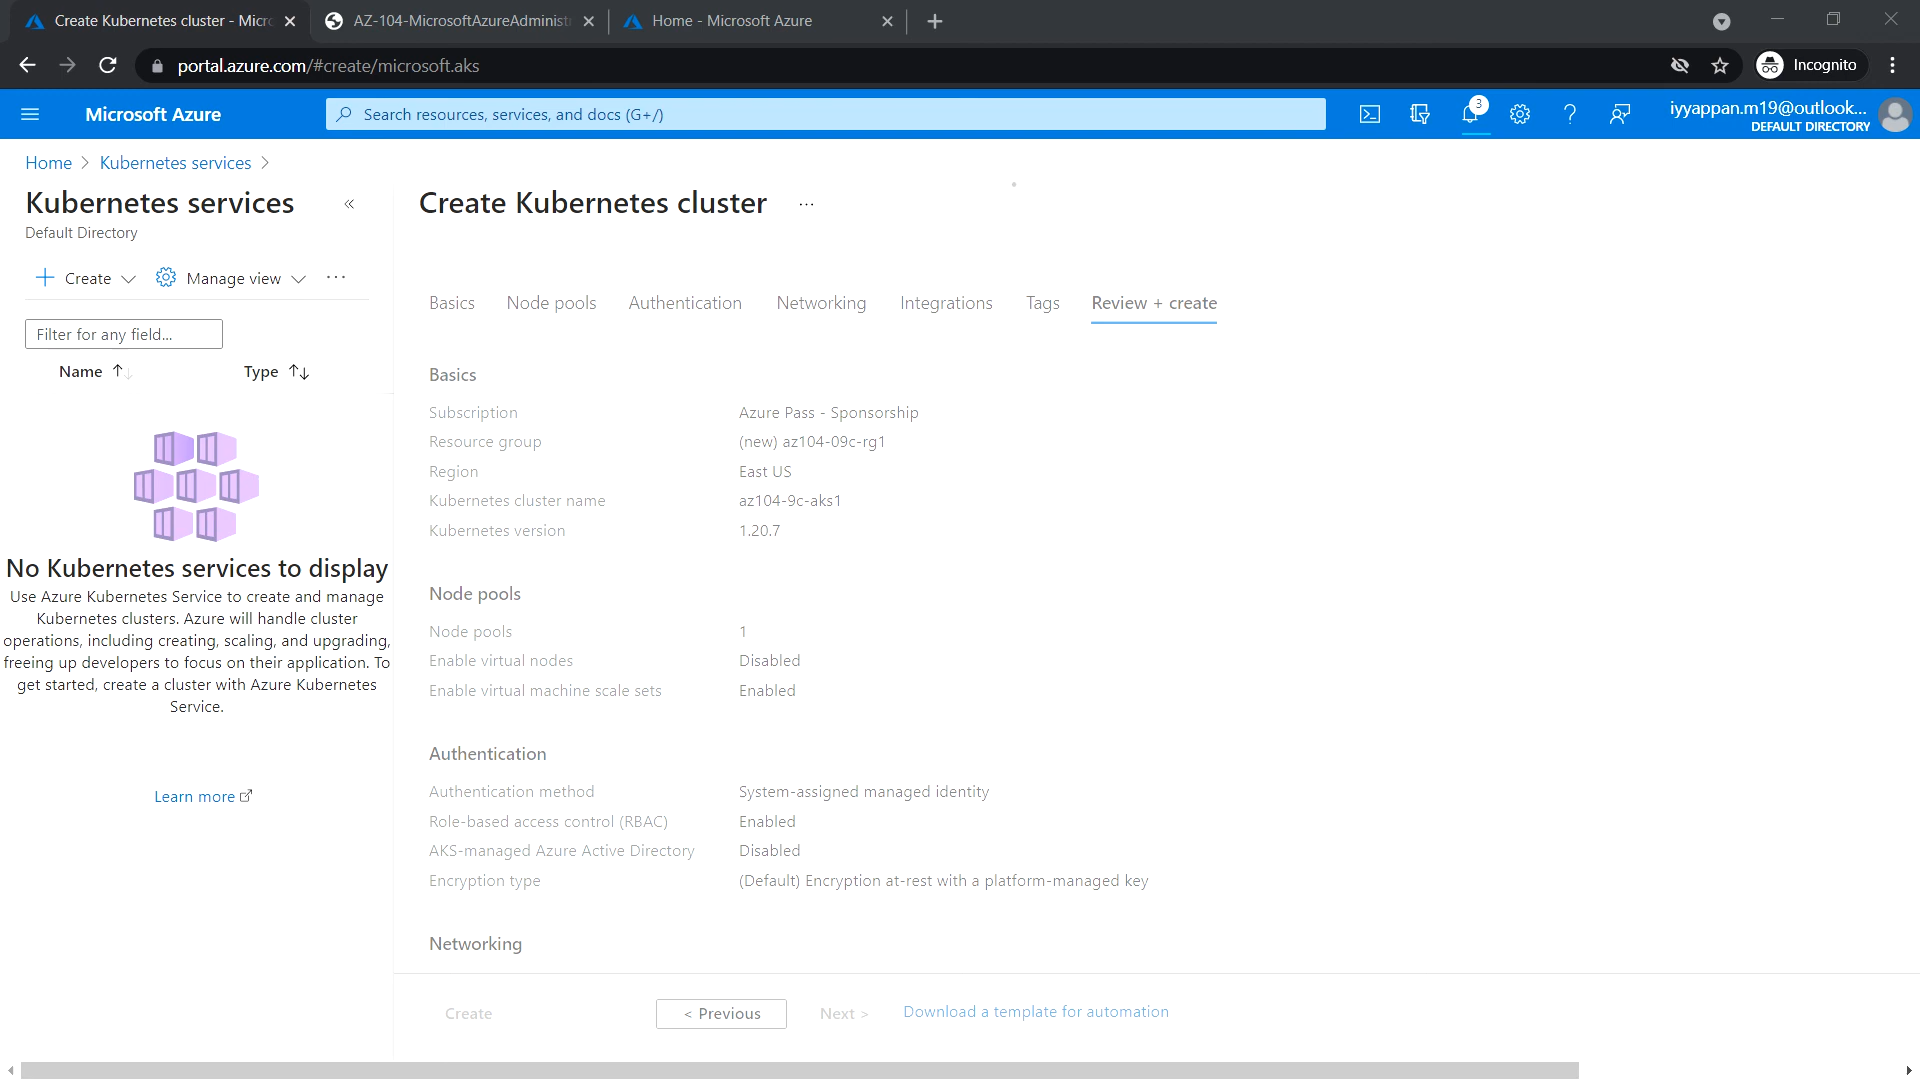 Create Kubernetes cluster - Micro
AZ-104-MicrosoftAzureAdministr
Home - Microsoft Azure
portal.azure.com/#create/microsoft.aks
Incognito
Microsoft Azure
Search resources, services, and docs (G+/)
3
iyyappan.m19@outlook...
DEFAULT DIRECTORY
Home > Kubernetes services >
Kubernetes services
«
Default Directory
Create
Manage view
...
Filter for any field...
Name
Type
No Kubernetes services to display
Use Azure Kubernetes Service to create and manage
Kubernetes clusters. Azure will handle cluster
operations, including creating, scaling, and upgrading,
freeing up developers to focus on their application. To
get started, create a cluster with Azure Kubernetes
Service.
Learn more
Create Kubernetes cluster ...
Basics Node pools Authentication Networking Integrations Tags Review + create
Basics
Subscription Azure Pass - Sponsorship
Resource group (new) az104-09c-rg1
Region East US
Kubernetes cluster name az104-9c-aks1
Kubernetes version 1.20.7
Node pools
Node pools 1
Enable virtual nodes Disabled
Enable virtual machine scale sets Enabled
Authentication
Authentication method System-assigned managed identity
Role-based access control (RBAC) Enabled
AKS-managed Azure Active Directory Disabled
Encryption type (Default) Encryption at-rest with a platform-managed key
Networking
Create < Previous Next > Download a template for automation